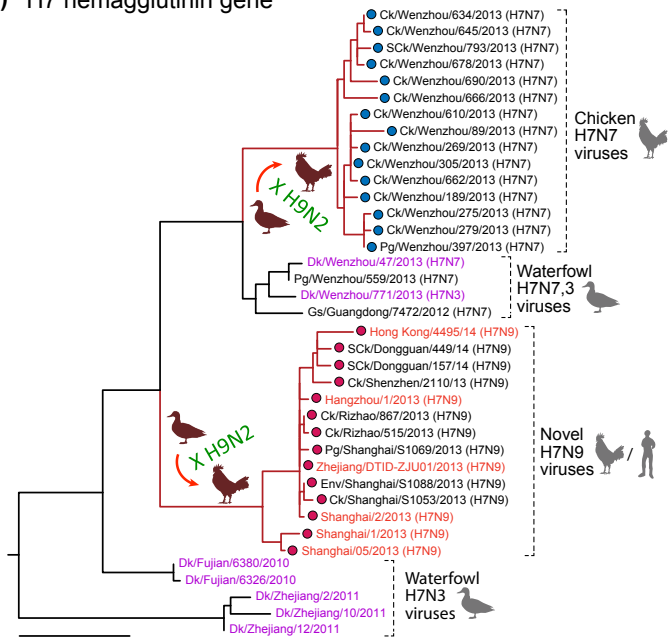 ) H7 hemagglutinin gene
Ck/Wenzhou/634/2013 (H7N7)
Ck/Wenzhou/645/2013 (H7N7)
SCk/Wenzhou/793/2013 (H7N7)
Ck/Wenzhou/678/2013 (H7N7)
Ck/Wenzhou/690/2013 (H7N7)
Ck/Wenzhou/666/2013 (H7N7)
Ck/Wenzhou/610/2013 (H7N7)
Ck/Wenzhou/89/2013 (H7N7)
Ck/Wenzhou/269/2013 (H7N7)
Ck/Wenzhou/305/2013 (H7N7)
Ck/Wenzhou/662/2013 (H7N7)
Ck/Wenzhou/189/2013 (H7N7)
Ck/Wenzhou/275/2013 (H7N7)
Ck/Wenzhou/279/2013 (H7N7)
Pg/Wenzhou/397/2013 (H7N7)
Chicken
H7N7
viruses
X H9N2
Dk/Wenzhou/47/2013 (H7N7)
Pg/Wenzhou/559/2013 (H7N7)
Dk/Wenzhou/771/2013 (H7N3)
Gs/Guangdong/7472/2012 (H7N7)
Waterfowl
H7N7,3
viruses
Hong Kong/4495/14 (H7N9)
SCk/Dongguan/449/14 (H7N9)
SCk/Dongguan/157/14 (H7N9)
Ck/Shenzhen/2110/13 (H7N9)
Hangzhou/1/2013 (H7N9)
Ck/Rizhao/867/2013 (H7N9)
Ck/Rizhao/515/2013 (H7N9)
Pg/Shanghai/S1069/2013 (H7N9)
Zhejiang/DTID-ZJU01/2013 (H7N9)
Env/Shanghai/S1088/2013 (H7N9)
Ck/Shanghai/S1053/2013 (H7N9)
Shanghai/2/2013 (H7N9)
Shanghai/1/2013 (H7N9)
Shanghai/05/2013 (H7N9)
Novel
H7N9
viruses
/
X H9N2
Dk/Fujian/6380/2010
Dk/Fujian/6326/2010
Dk/Zhejiang/2/2011
Dk/Zhejiang/10/2011
Dk/Zhejiang/12/2011
Waterfowl
H7N3
viruses